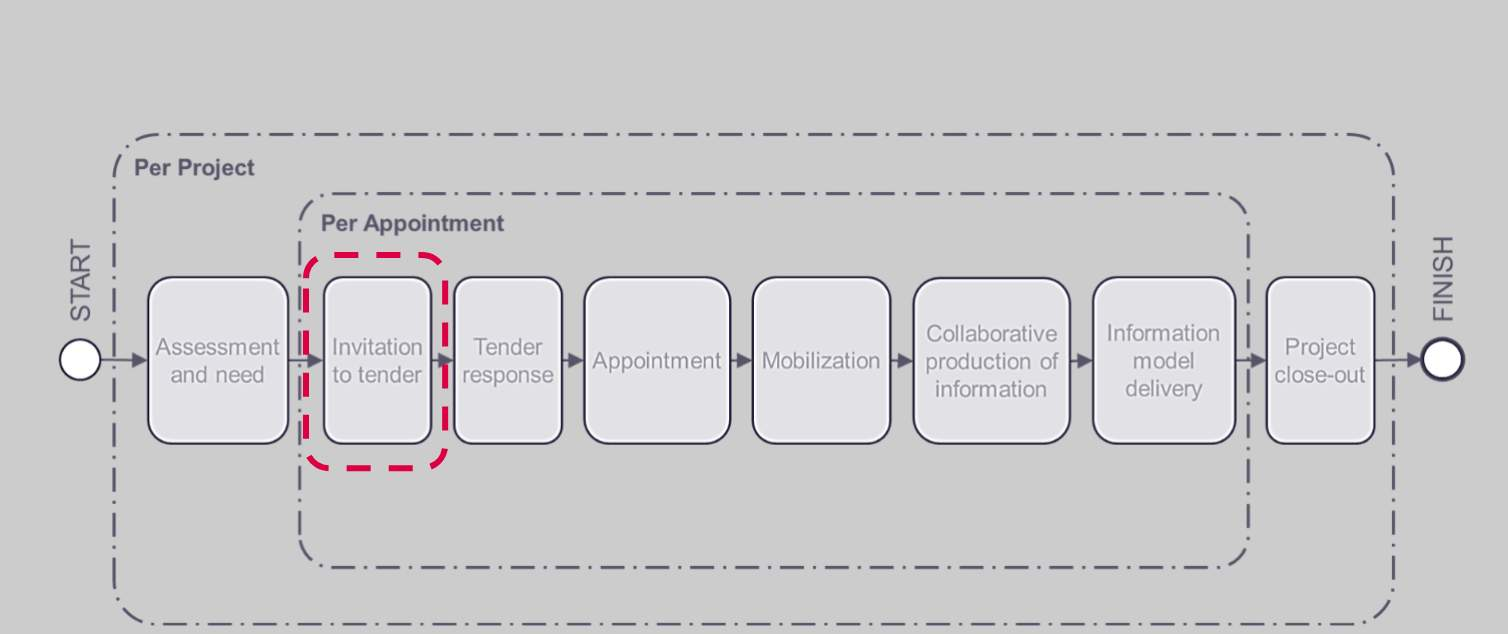 Per Project
Per Appointment
START
Assessment
and need
Invitation
to tender
Tender
response
Appointment
Mobilization
Collaborative
production of
information
Information
model
delivery
Project
close-out
FINISH